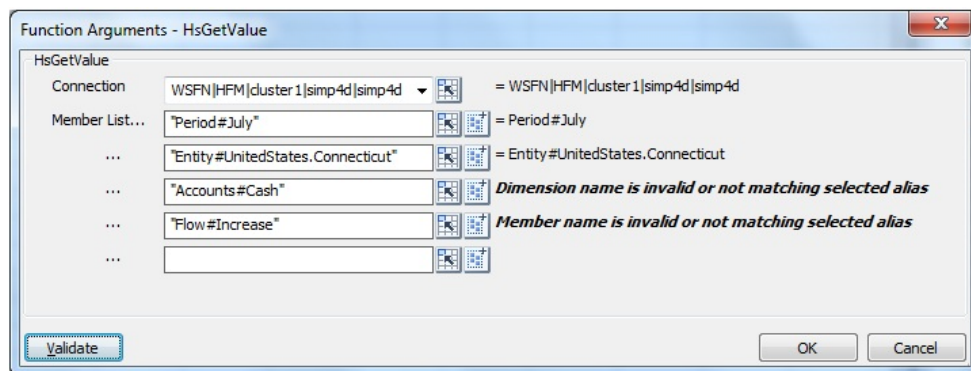 Function Arguments - HsGetValue
HsGetValue
Connection WSFN|HFM|cluster1|simp4d|simp4d = WSFN|HFM|cluster1|simp4d|simp4d
Member List... "Period#July" = Period#July
... "Entity#UnitedStates.Connecticut" = Entity#UnitedStates.Connecticut
... "Accounts#Cash" Dimension name is invalid or not matching selected alias
... "Flow#Increase" Member name is invalid or not matching selected alias
...
Validate OK Cancel